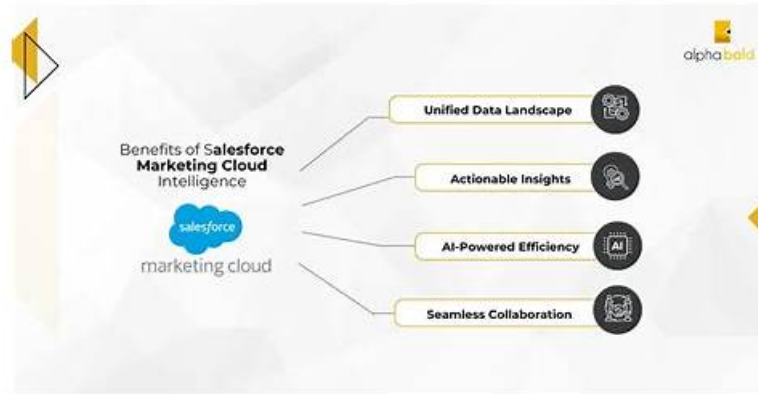 alphabold
Benefits of Salesforce
Marketing Cloud
Intelligence
salesforce
marketing cloud
Unified Data Landscape
Actionable Insights
AI-Powered Efficiency
AI
Seamless Collaboration